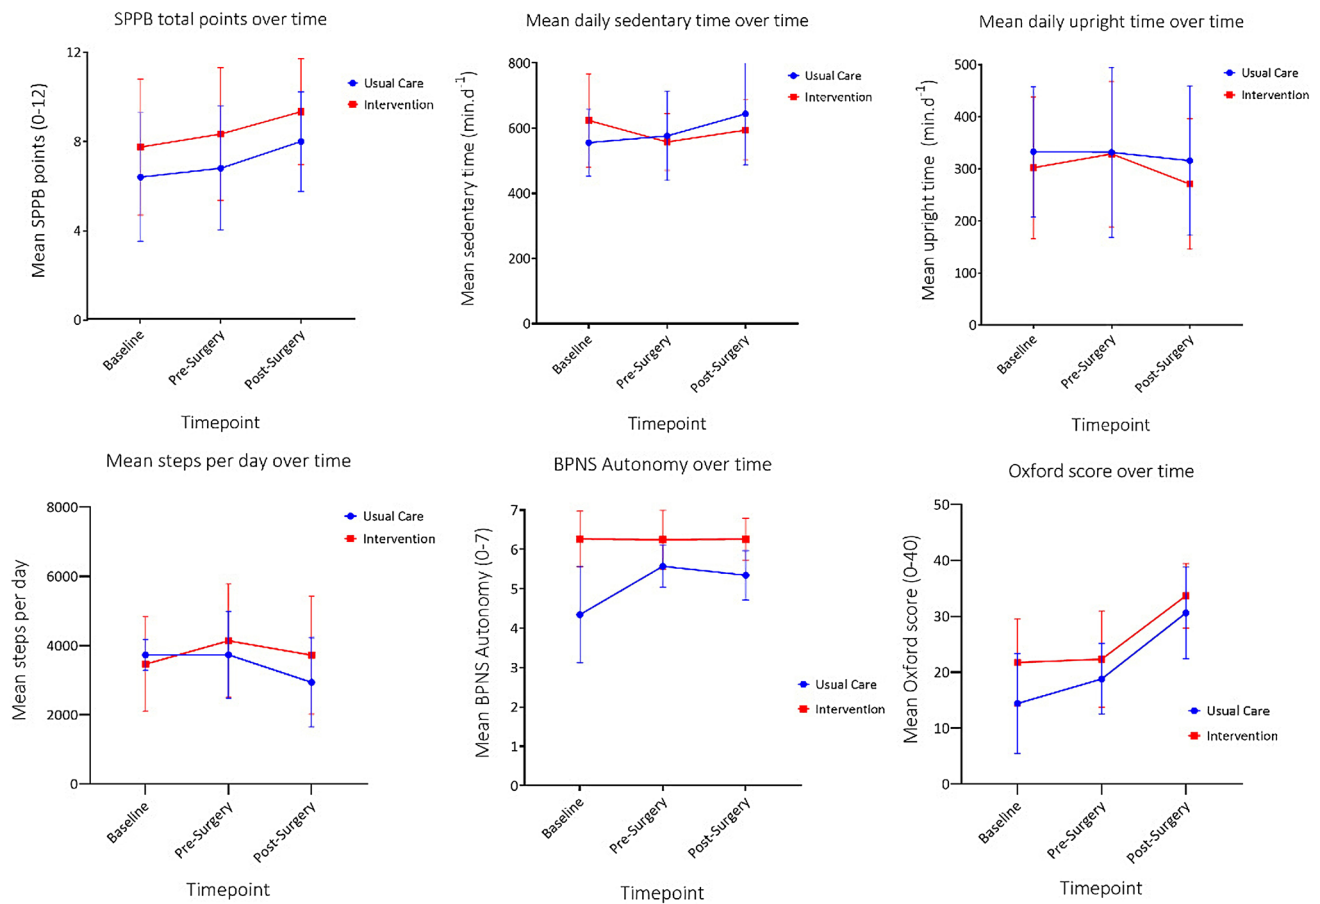 SPPB total points over time
Mean SPPB points (0-12)
12
8
4
0
Usual Care
Intervention
Baseline
Pre-Surgery
Post-Surgery
Timepoint
Mean daily sedentary time over time
Mean sedentary time (min.d⁻¹)
800
600
400
200
0
Usual Care
Intervention
Baseline
Pre-Surgery
Post-Surgery
Timepoint
Mean daily upright time over time
Mean upright time (min.d⁻¹)
500
400
300
200
100
0
Usual Care
Intervention
Baseline
Pre-Surgery
Post-Surgery
Timepoint
Mean steps per day over time
Mean steps per day
8000
6000
4000
2000
0
Usual Care
Intervention
Baseline
Pre-Surgery
Post-Surgery
Timepoint
BPNS Autonomy over time
Mean BPNS Autonomy (0-7)
7
6
5
4
3
2
1
0
Usual Care
Intervention
Baseline
Pre-Surgery
Post-Surgery
Timepoint
Oxford score over time
Mean Oxford score (0-40)
50
40
30
20
10
0
Usual Care
Intervention
Baseline
Pre-Surgery
Post-Surgery
Timepoint